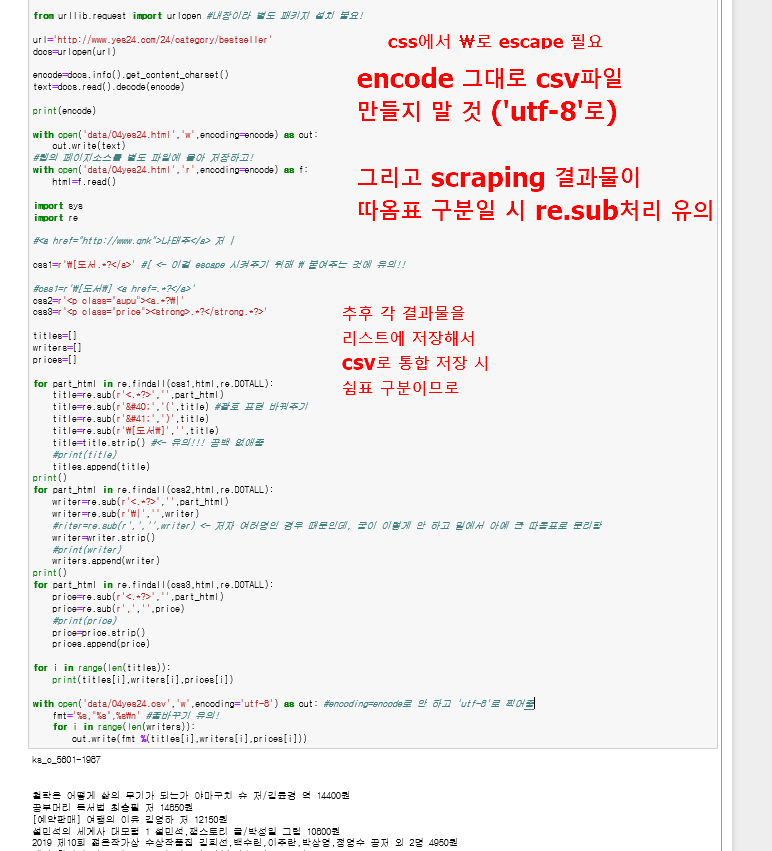 from urllib.request import urlopen #내장이라 별도 패키지 설치 불요!
css에서 ₩로 escape 필요
url='http://www.yes24.com/24/category/bestseller'
docs=urlopen(url)
encode 그대로 csv파일
만들지 말 것 ('utf-8'로)
encode=docs.info().get_content_charset()
text=docs.read().decode(encode)
print(encode)
with open('data/04yes24.html','w',encoding=encode) as out:
    out.write(text)
#웹의 페이지소스를 별도 파일에 몰아 저장하고!
with open('data/04yes24.html','r',encoding=encode) as f:
    html=f.read()
그리고 scraping 결과물이
따옴표 구분일 시 re.sub처리 유의
import sys
import re
#<a href="http://www.qnk">나태주</a> 저 |
css1=r'₩[도서.*?</a>' #[ <- 이걸 escape 시켜주기 위해 ₩ 붙여주는 것에 유의!!
#css1=r'₩[도서₩] <a href=.*?</a>'
css2=r'<p class="aupu"><a.*?₩|'
css3=r'<p class="price"><strong>.*?</strong.*?>'
추후 각 결과물을
리스트에 저장해서
csv로 통합 저장 시
쉼표 구분이므로
titles=[]
writers=[]
prices=[]
for part_html in re.findall(css1,html,re.DOTALL):
    title=re.sub(r'<.*?>','',part_html)
    title=re.sub(r'&#40;','(',title) #괄호 표현 바꿔주기
    title=re.sub(r'&#41;',')',title)
    title=re.sub(r'₩[도서₩]','',title)
    title=title.strip() #<- 유의!!! 공백 없애줌
    #print(title)
    titles.append(title)
print()
for part_html in re.findall(css2,html,re.DOTALL):
    writer=re.sub(r'<.*?>','',part_html)
    writer=re.sub(r'₩|','',writer)
    #riter=re.sub(r',','',writer) <- 저자 여러명인 경우 때문인데, 굳이 이렇게 안 하고 밑에서 아예 큰 따옴표로 분리함
    writer=writer.strip()
    #print(writer)
    writers.append(writer)
print()
for part_html in re.findall(css3,html,re.DOTALL):
    price=re.sub(r'<.*?>','',part_html)
    price=re.sub(r',','',price)
    #print(price)
    price=price.strip()
    prices.append(price)
for i in range(len(titles)):
    print(titles[i],writers[i],prices[i])
with open('data/04yes24.csv','w',encoding='utf-8') as out: #encoding=encode로 안 하고 'utf-8'로 찍어줌
    fmt='%s,"%s",%s₩n' #줄바꾸기 유의!
    for i in range(len(writers)):
        out.write(fmt %(titles[i],writers[i],prices[i]))
ks_c_5601-1987
철학은 어떻게 삶의 무기가 되는가 야마구치 슈 저/김윤경 역 14400원
공부머리 독서법 최승필 저 14850원
[예약판매] 여행의 이유 김영하 저 12150원
설민석의 세계사 대모험 1 설민석,잼스토리 글/박성일 그림 10800원
2019 제10회 젊은작가상 수상작품집 김희선,백수린,이주란,박상영,정영수 공저 외 2명 4950원